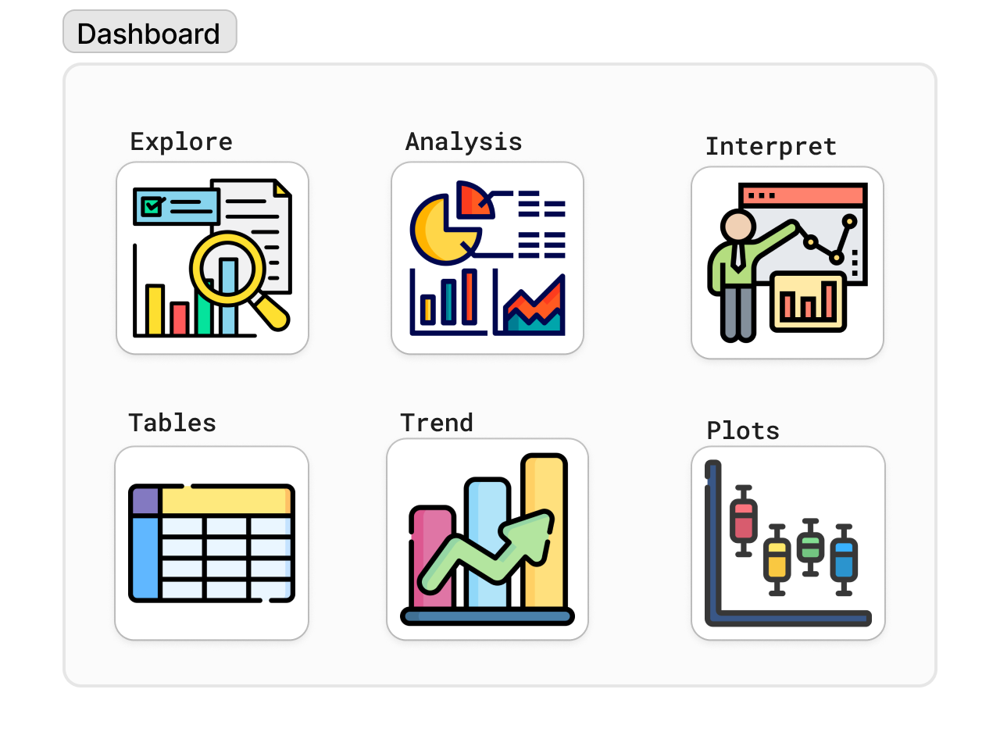 Dashboard
Explore
Analysis
Interpret
Tables
Trend
Plots